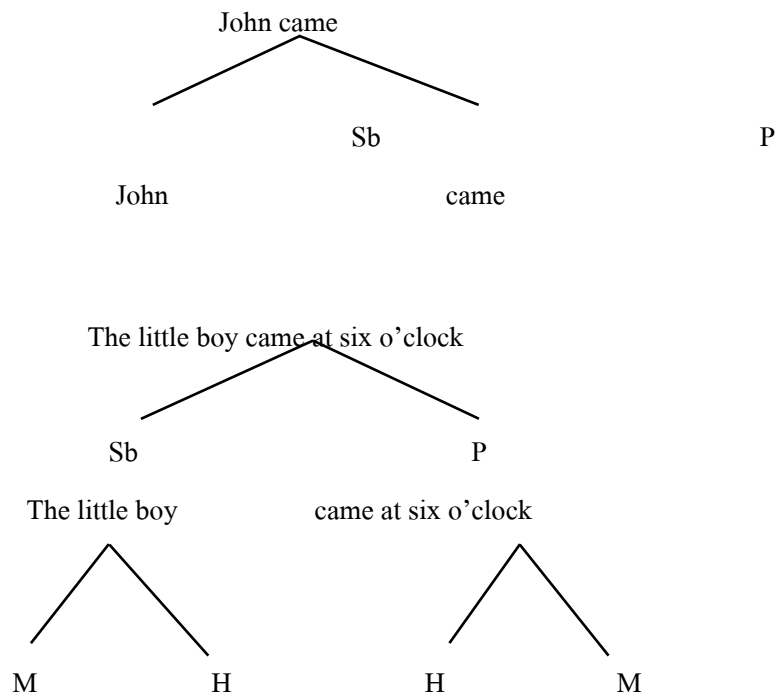 John came
Sb P
John came
The little boy came at six o’clock
Sb P
The little boy came at six o’clock
M H H M